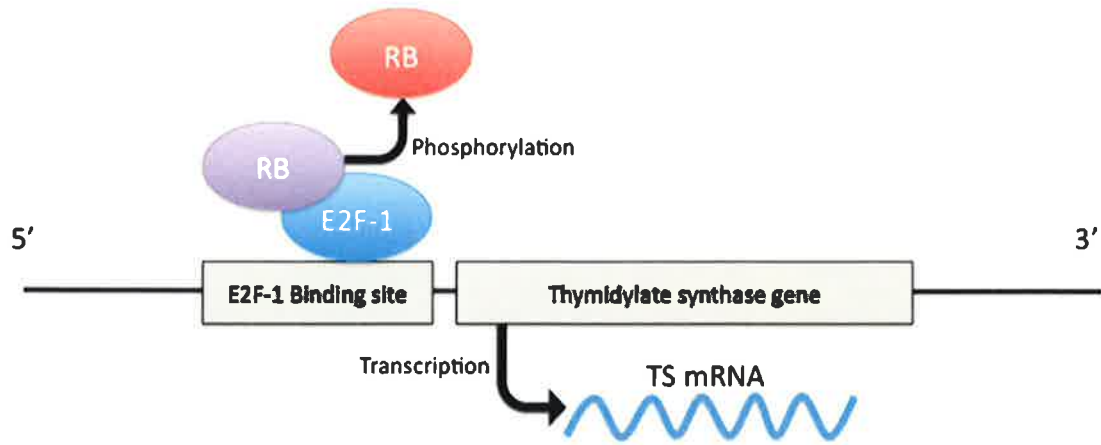 RB
RB
Phosphorylation
E2F-1
5'
3'
E2F-1 Binding site
Thymidylate synthase gene
Transcription
TS mRNA